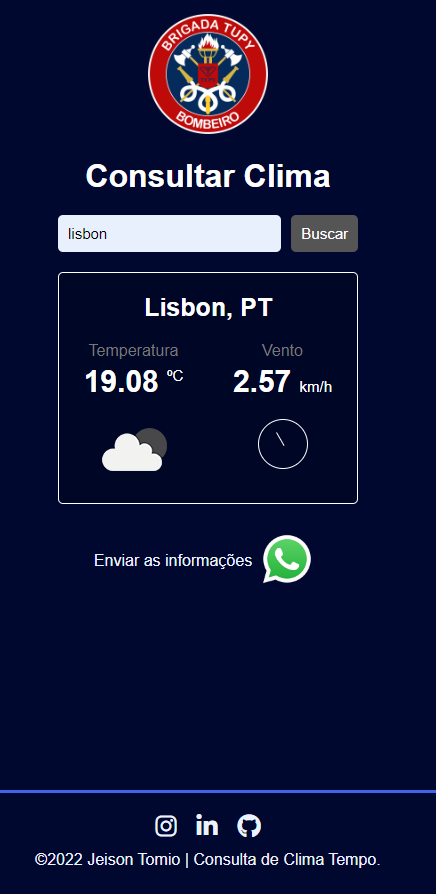 BRIGADA TUPY
BOMBEIRO
Consultar Clima
lisbon
Buscar
Lisbon, PT
Temperatura
Vento
19.08 ºC
2.57 km/h
Enviar as informações
in
©2022 Jeison Tomio | Consulta de Clima Tempo.